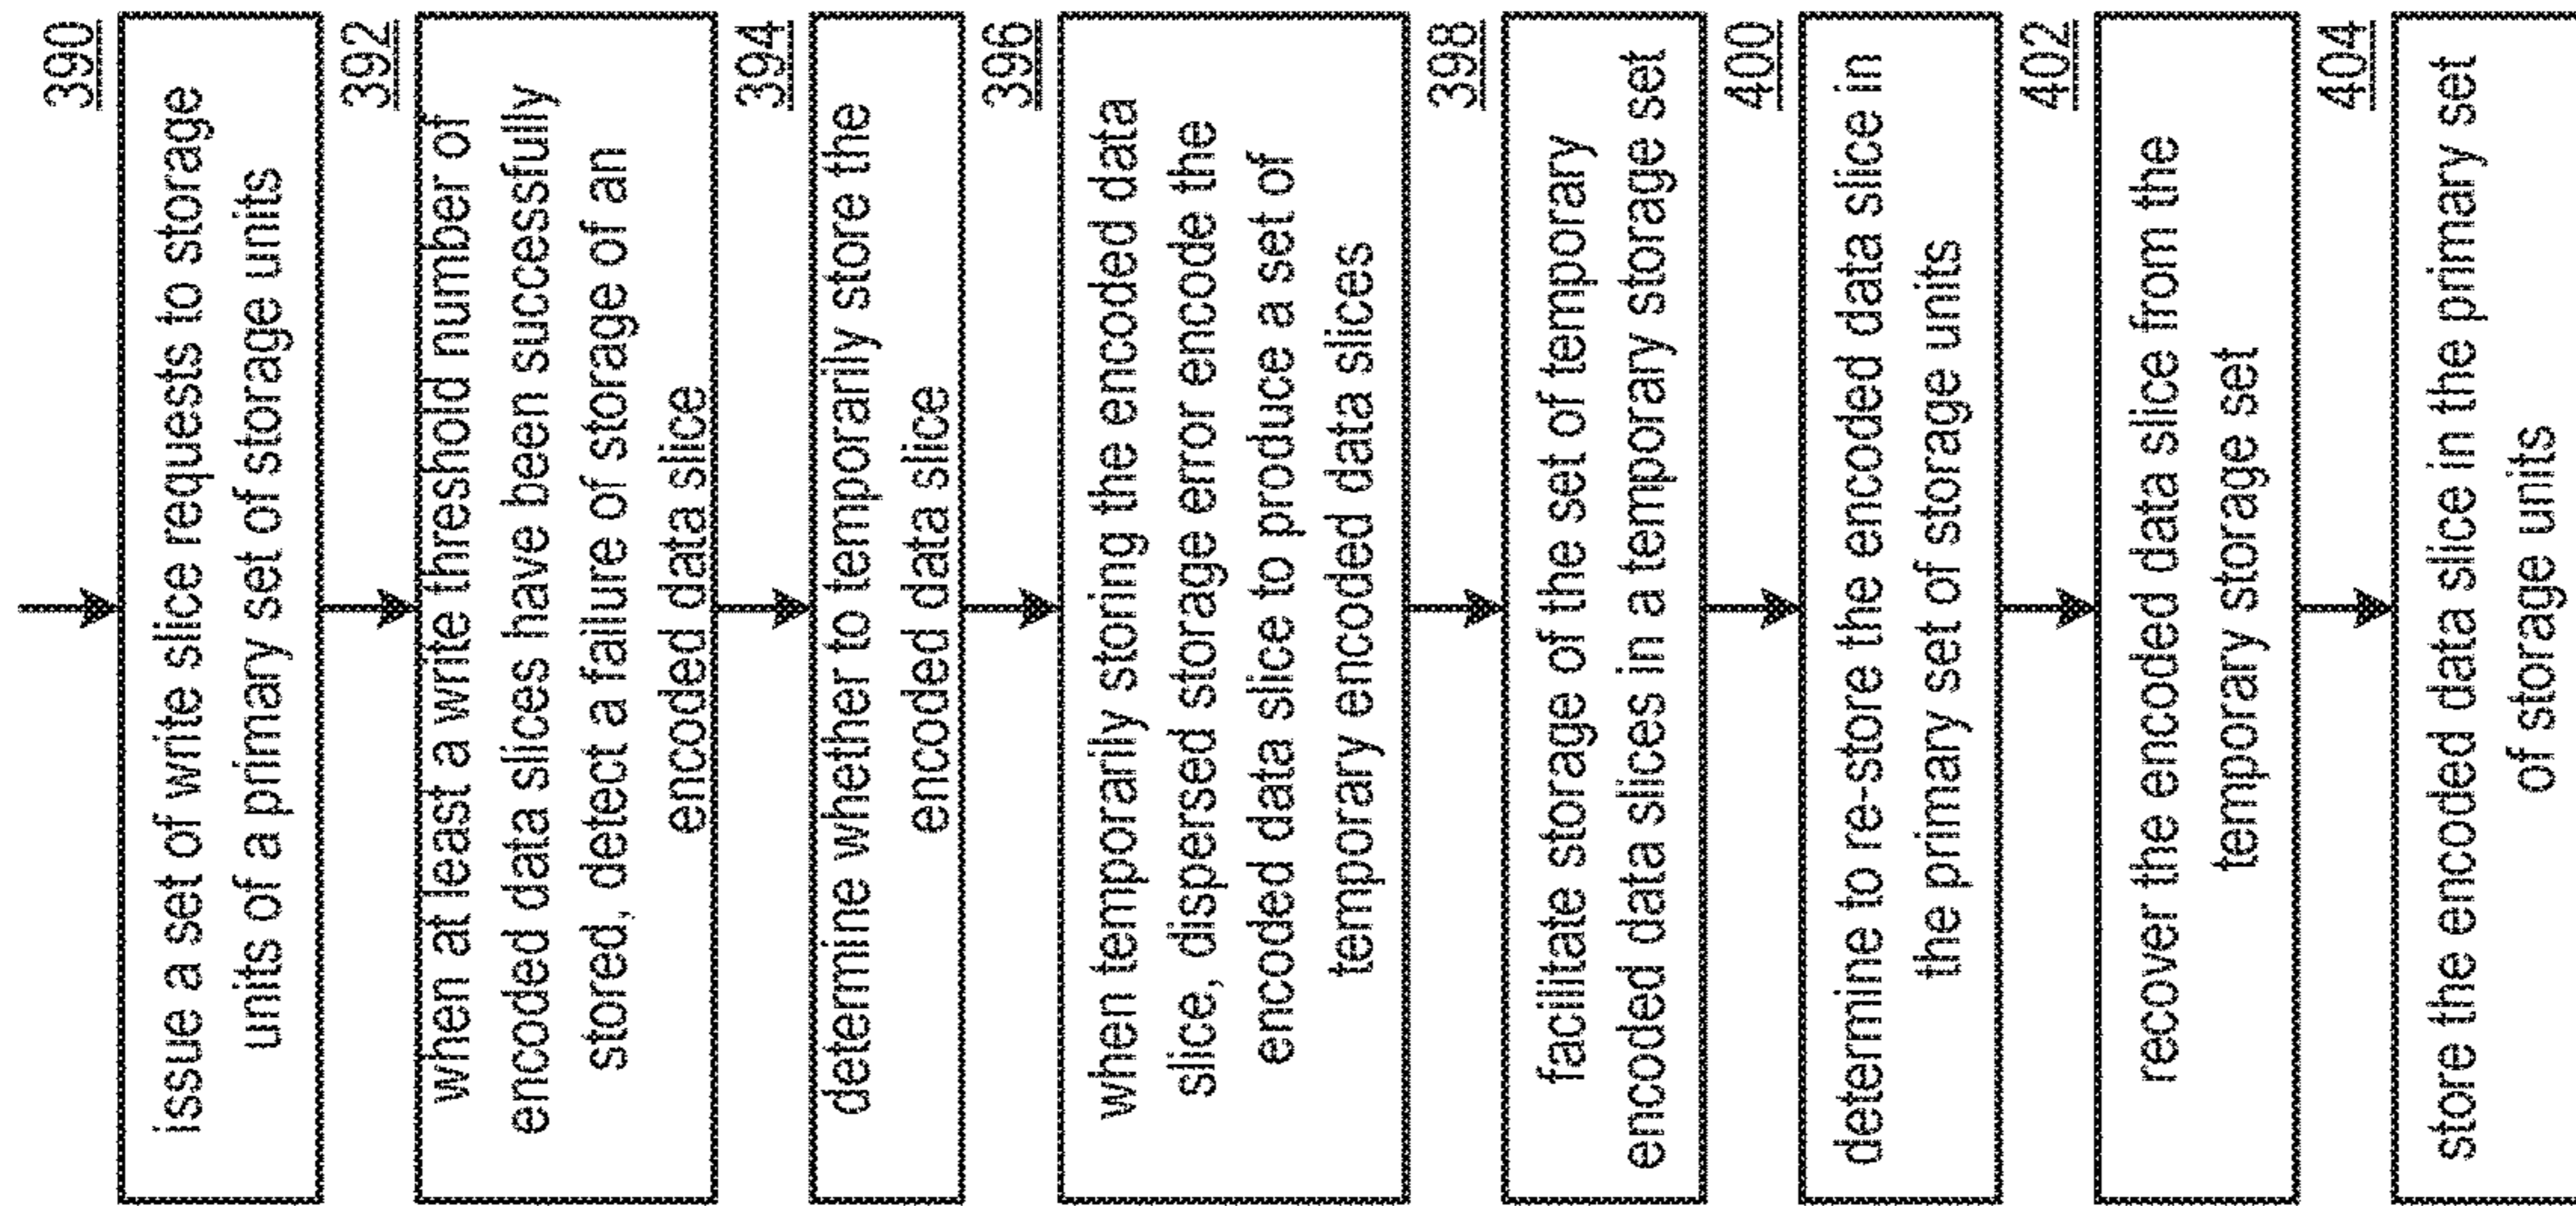 390
issue a set of write slice requests to storage
units of a primary set of storage units
392
when at least a write threshold number of
encoded data slices have been successfully
stored, detect a failure of storage of an
encoded data slice
394
determine whether to temporarily store the
encoded data slice
396
when temporarily storing the encoded data
slice, dispersed storage error encode the
encoded data slice to produce a set of
temporary encoded data slices
398
facilitate storage of the set of temporary
encoded data slices in a temporary storage set
400
determine to re-store the encoded data slice in
the primary set of storage units
402
recover the encoded data slice from the
temporary storage set
404
store the encoded data slice in the primary set
of storage units